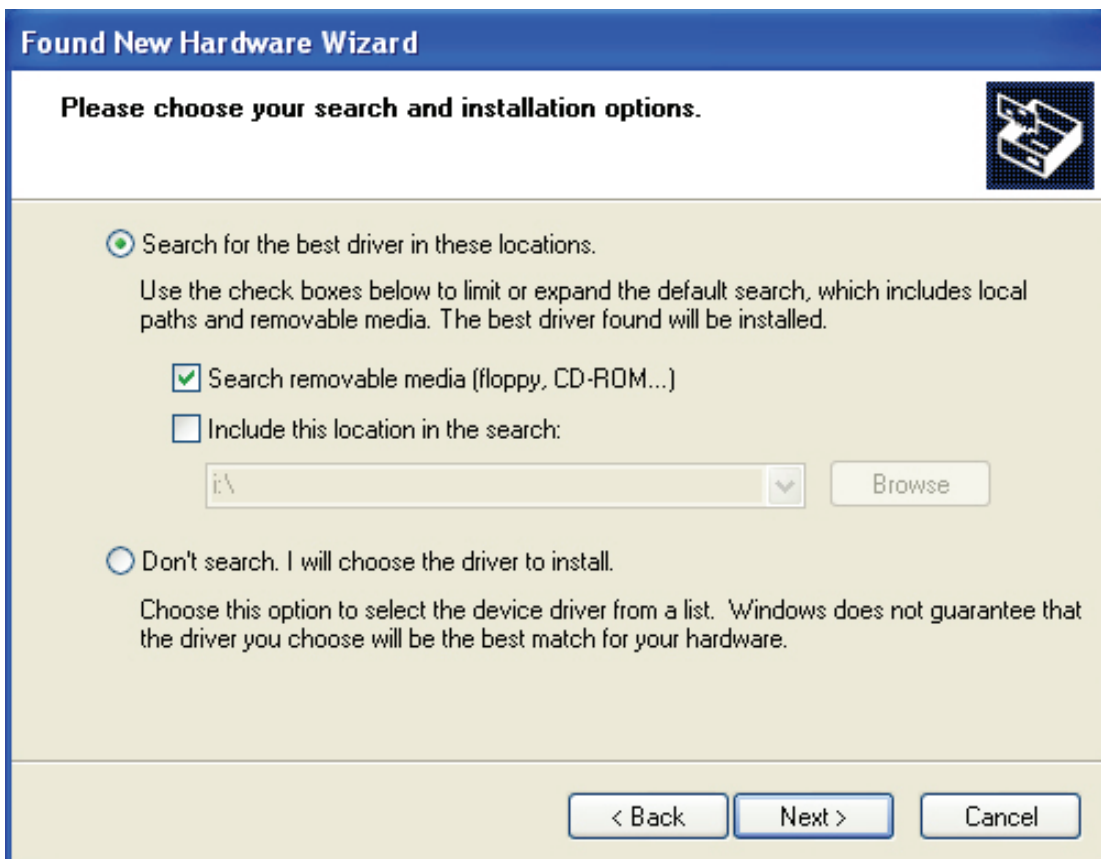 Found New Hardware Wizard
Please choose your search and installation options.
Search for the best driver in these locations.
Use the check boxes below to limit or expand the default search, which includes local
paths and removable media. The best driver found will be installed.
Search removable media (floppy, CD-ROM...)
Include this location in the search:
i:\
Browse
Don't search. I will choose the driver to install.
Choose this option to select the device driver from a list.  Windows does not guarantee that
the driver you choose will be the best match for your hardware.
< Back
Next >
Cancel